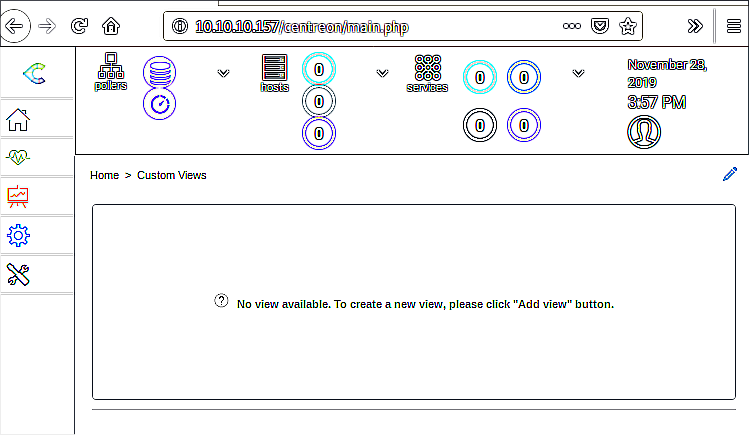 10.10.10.157/centreon/main.php
pollers
hosts
0
0
0
services
0
0
0
0
November 28,
2019
3:57 PM
Home > Custom Views
No view available. To create a new view, please click "Add view" button.